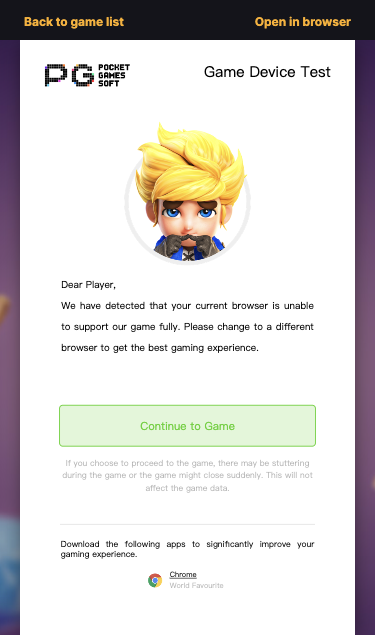 Back to game list
Open in browser
PG POCKET GAMES SOFT
Game Device Test
Dear Player,
We have detected that your current browser is unable
to support our game fully. Please change to a different
browser to get the best gaming experience.
Continue to Game
If you choose to proceed to the game, there may be stuttering
during the game or the game might close suddenly. This will not
affect the game data.
Download the following apps to significantly improve your
gaming experience.
Chrome
World Favourite